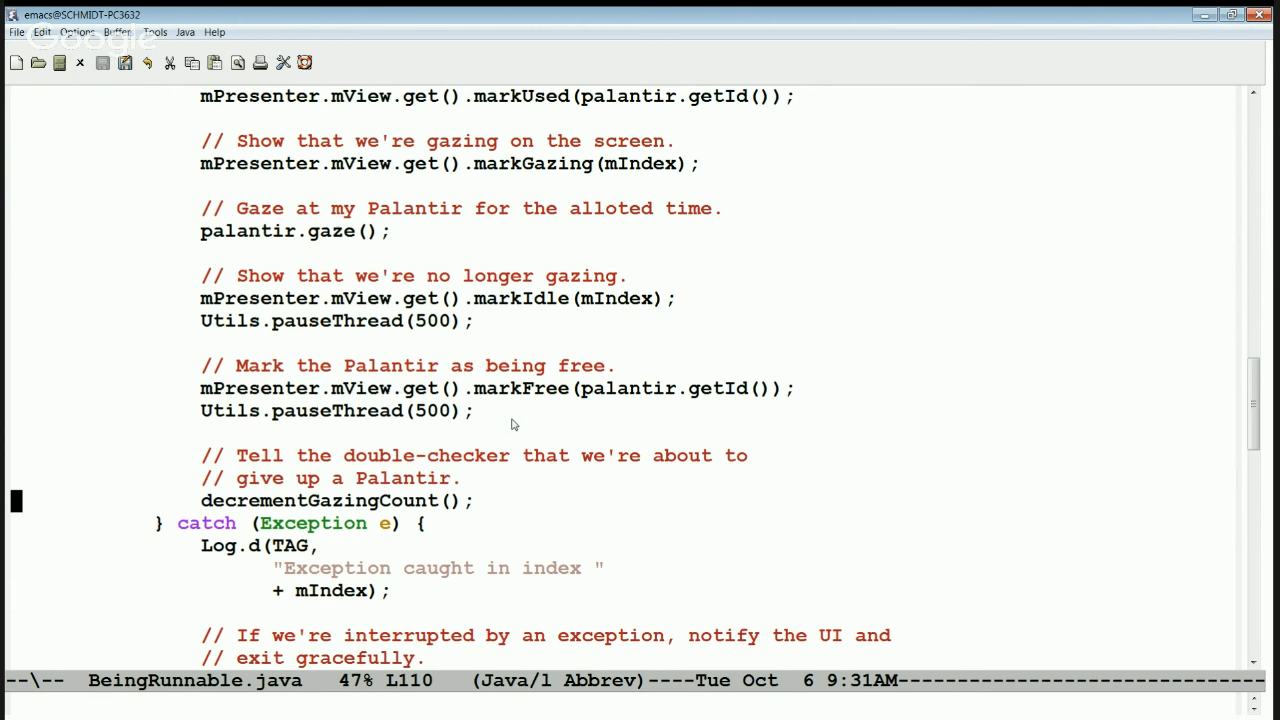 emacs@SCHMIDT-PC3632
File Edit Options Buffer Tools Java Help
Google
mPresenter.mView.get().markUsed(palantir.getId());
// Show that we're gazing on the screen.
mPresenter.mView.get().markGazing(mIndex);
// Gaze at my Palantir for the alloted time.
palantir.gaze();
// Show that we're no longer gazing.
mPresenter.mView.get().markIdle(mIndex);
Utils.pauseThread(500);
// Mark the Palantir as being free.
mPresenter.mView.get().markFree(palantir.getId());
Utils.pauseThread(500);
// Tell the double-checker that we're about to
// give up a Palantir.
decrementGazingCount();
} catch (Exception e) {
Log.d(TAG,
"Exception caught in index "
+ mIndex);
// If we're interrupted by an exception, notify the UI and
// exit gracefully.
--\-- BeingRunnable.java 47% L110 (Java/l Abbrev)----Tue Oct 6 9:31AM-------------------------------